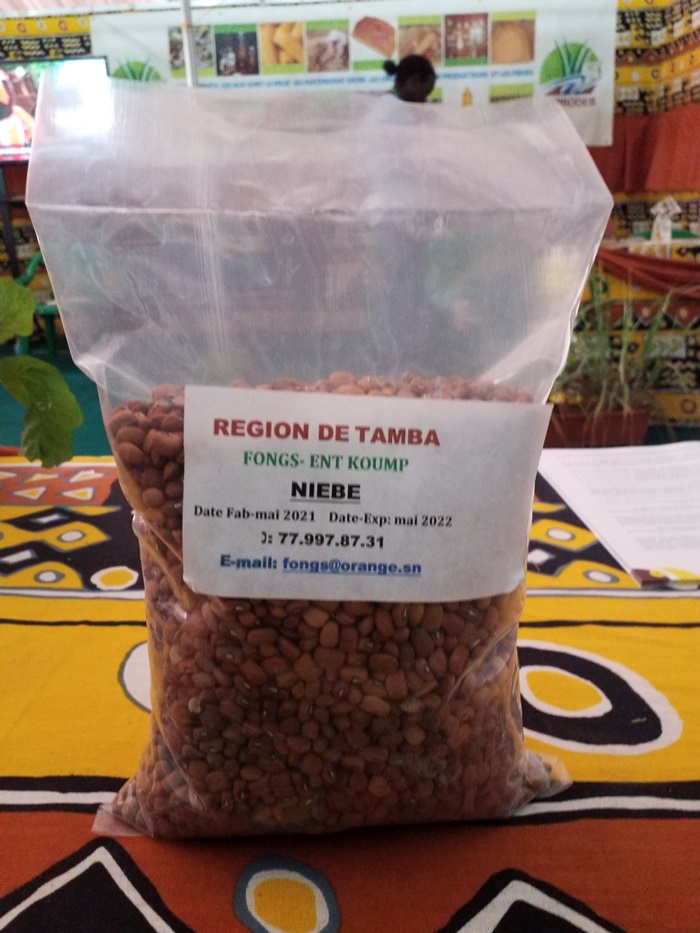 REGION DE TAMBA
FONGS- ENT KOUMP
NIEBE
Date Fab-mai 2021 Date-Exp: mai 2022
: 77.997.87.31
E-mail: fongs@orange.sn